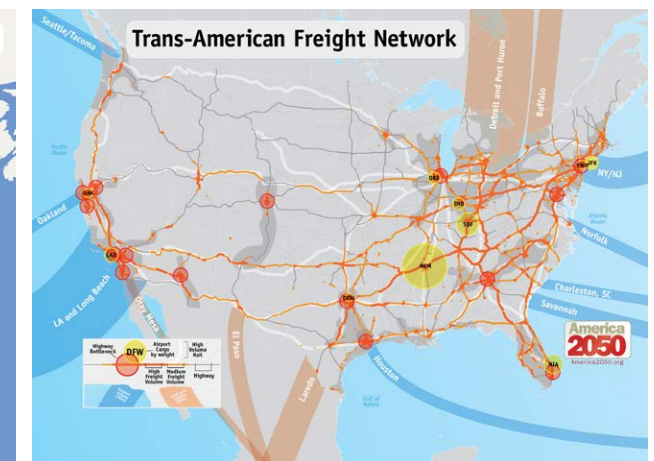 Seattle/Tacoma
Trans-American Freight Network
Detroit and Port Huron
Buffalo
Pacific
Ocean
ORD
EWR
JFK
NY/NJ
IND
SDF
OAK
Oakland
Atlantic
Ocean
Norfolk
LAX
MEM
LA and Long Beach
Otay Mesa
DFW
Charleston, SC
Savannah
El Paso
Laredo
Houston
Gulf of
Mexico
MIA
America
2050
America2050.org
Highway
Bottleneck
DFW
Airport
Cargo
by weight
High
Volume
Rail
High
Freight
Volume
Medium
Freight
Volume
Highway